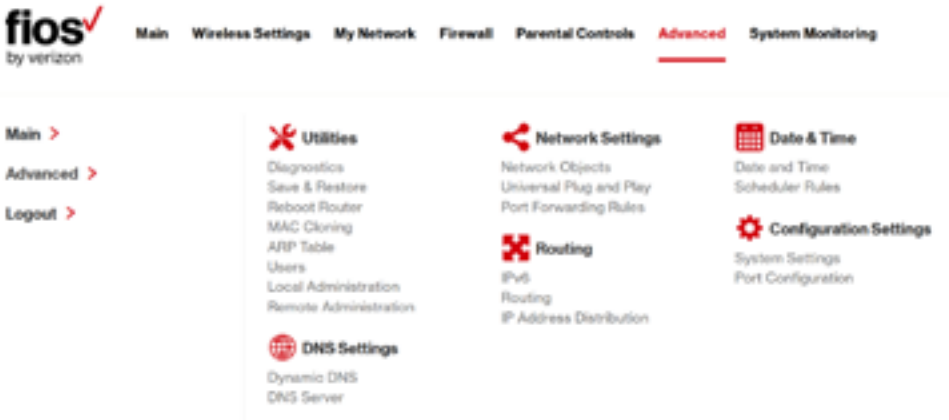 fios
by verizon
Main Wireless Settings My Network Firewall Parental Controls Advanced System Monitoring
Main >
Advanced >
Logout >
Utilities
Diagnostics
Save & Restore
Reboot Router
MAC Cloning
ARP Table
Users
Local Administration
Remote Administration
DNS Settings
Dynamic DNS
DNS Server
Network Settings
Network Objects
Universal Plug and Play
Port Forwarding Rules
Routing
IPv6
Routing
IP Address Distribution
Date & Time
Date and Time
Scheduler Rules
Configuration Settings
System Settings
Port Configuration